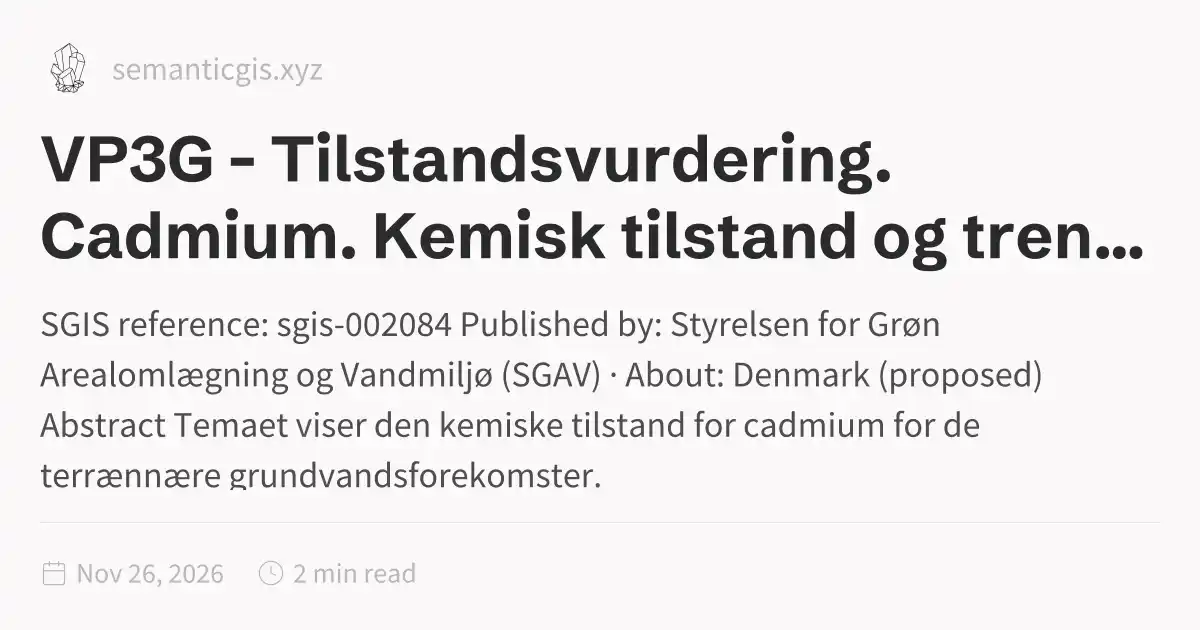 semanticgis.xyz
VP3G - Tilstandsvurdering.
Cadmium. Kemisk tilstand og tren...
SGIS reference: sgis-002084 Published by: Styrelsen for Grøn
Arealomlægning og Vandmiljø (SGAV) · About: Denmark (proposed)
Abstract Temaet viser den kemiske tilstand for cadmium for de
terrænnære grundvandsforekomster.
Nov 26, 2026 2 min read